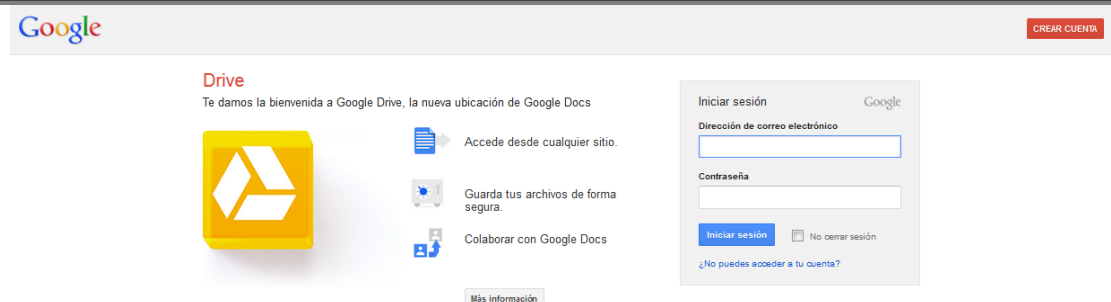 Google
CREAR CUENTA
Drive
Te damos la bienvenida a Google Drive, la nueva ubicación de Google Docs
Accede desde cualquier sitio.
Guarda tus archivos de forma
segura.
Colaborar con Google Docs
Más información
Iniciar sesión Google
Dirección de correo electrónico
Contraseña
Iniciar sesión No cerrar sesión
¿No puedes acceder a tu cuenta?